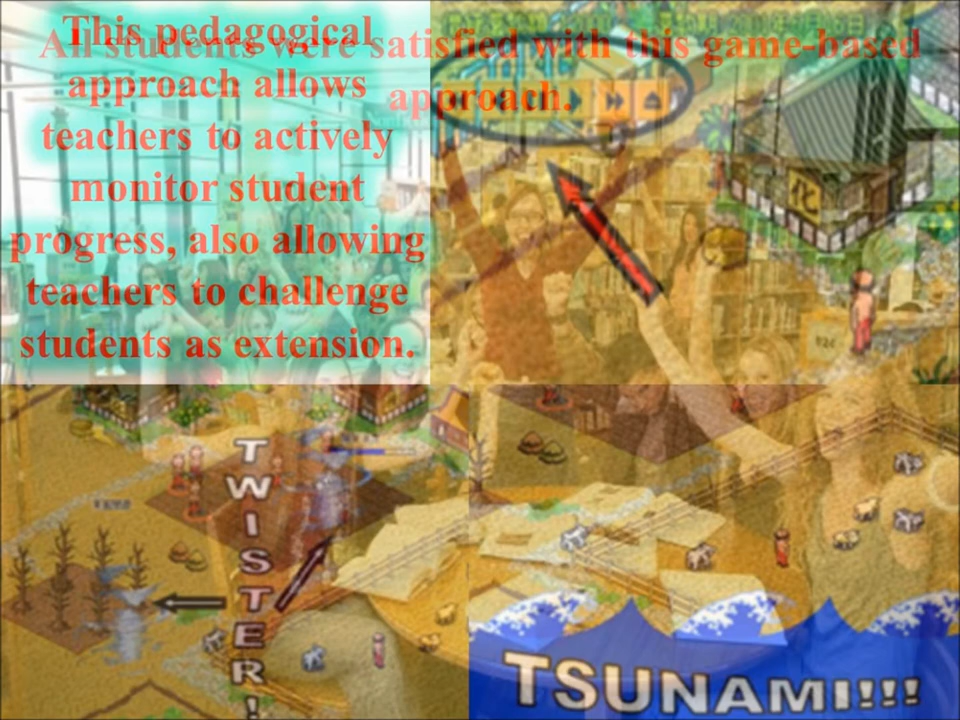 This pedagogical
approach allows
teachers to actively
monitor student
progress, also allowing
teachers to challenge
students as extension.
All students were satisfied with this game-based
approach.
TWISTER!
TSUNAMI!!!